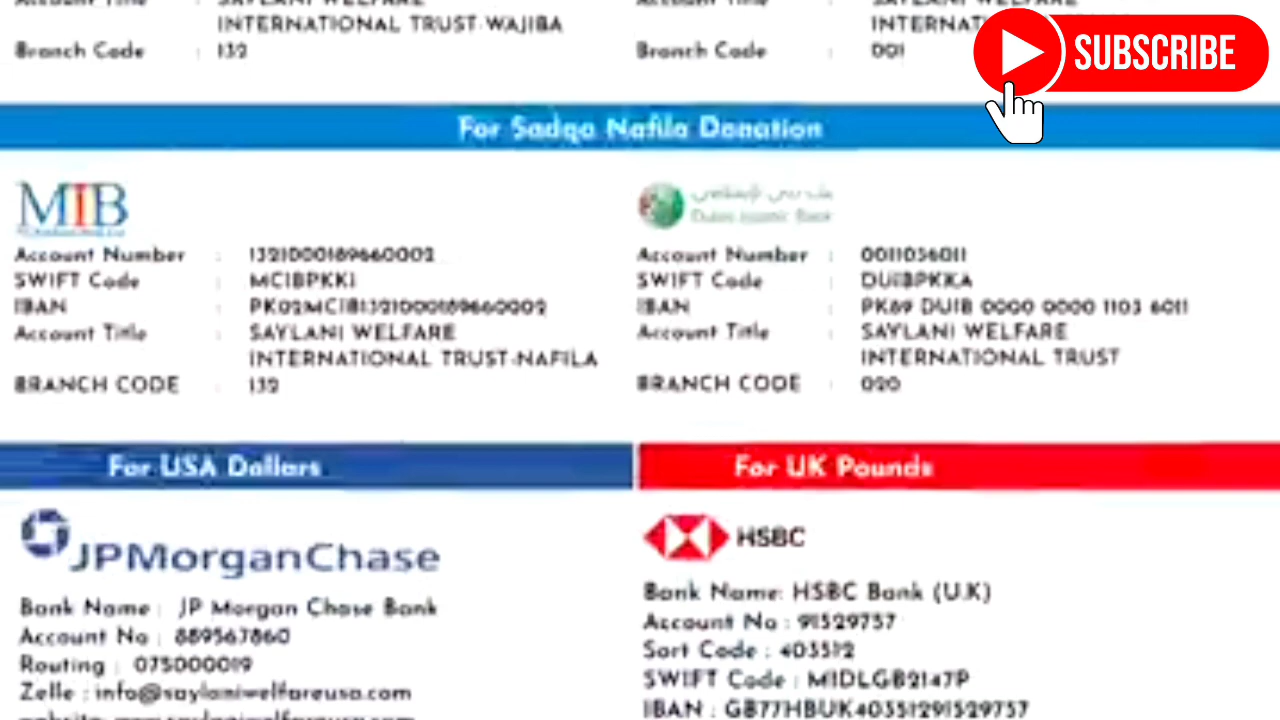 INTERNATIONAL TRUST-WAJIBA
Branch Code : 132
Branch Code : 001
SUBSCRIBE
For Sadqa Nafila Donation
MIB
Account Number : 1321000189660002
SWIFT Code : MCIBPKKI
IBAN : PK02MCIB1321000189660002
Account Title : SAYLANI WELFARE
INTERNATIONAL TRUST-NAFILA
BRANCH CODE : 132
Dubai Islamic Bank
Account Number : 0011036011
SWIFT Code : DUIBPKKA
IBAN : PK69 DUIB 0000 0000 1103 6011
Account Title : SAYLANI WELFARE
INTERNATIONAL TRUST
BRANCH CODE : 020
For USA Dollars
JPMorganChase
Bank Name : JP Morgan Chase Bank
Account No : 889567860
Routing : 075000019
Zelle : info@saylaniwelfareusa.com
For UK Pounds
HSBC
Bank Name: HSBC Bank (U.K)
Account No : 91529757
Sort Code : 403512
SWIFT Code : MIDLGB2147P
IBAN : GB77HBUK40351291529757